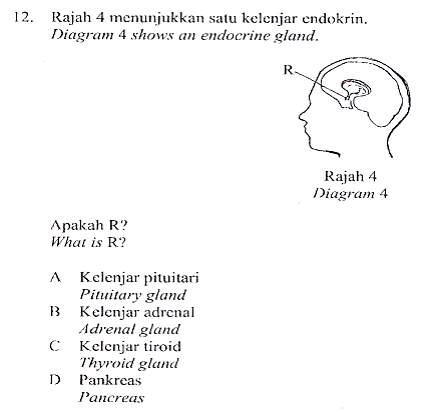 12. Rajah 4 menunjukkan satu kelenjar endokrin.
Diagram 4 shows an endocrine gland.
R
Rajah 4
Diagram 4
Apakah R?
What is R?
A Kelenjar pituitari
Pituitary gland
B Kelenjar adrenal
Adrenal gland
C Kelenjar tiroid
Thyroid gland
D Pankreas
Pancreas